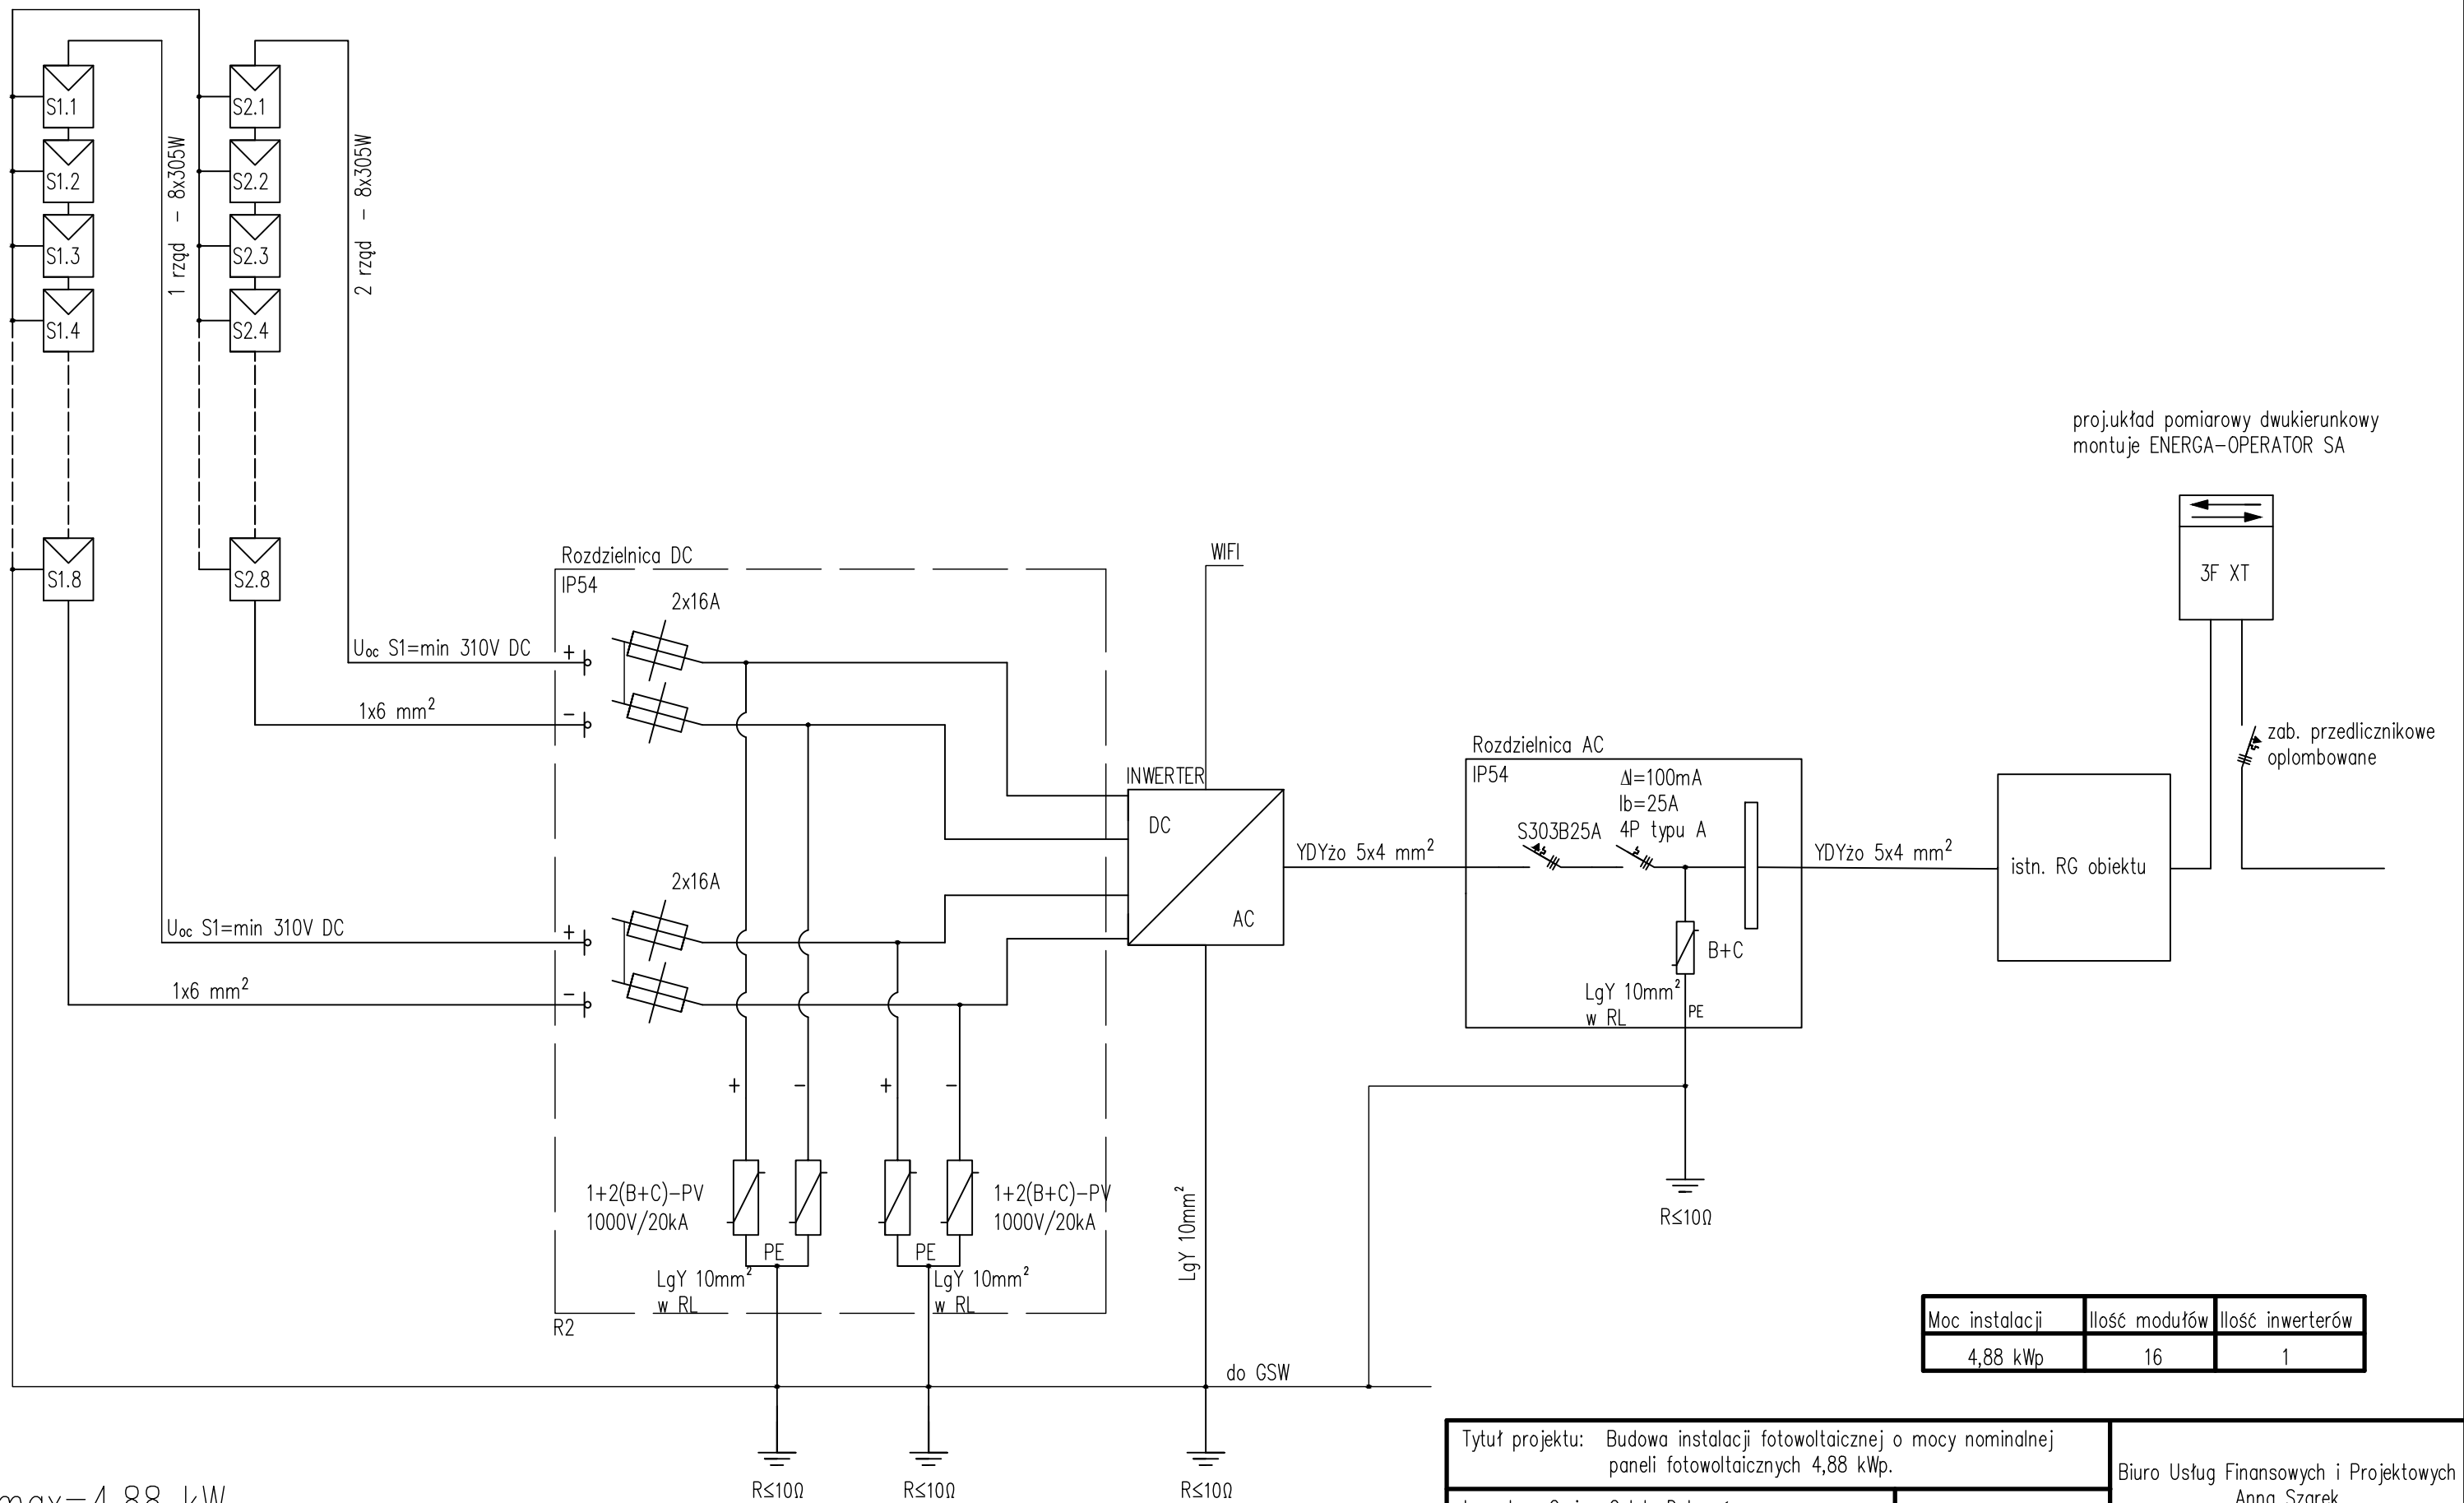 S1.1
S1.2
S1.3
S1.4
S1.8
1 rząd - 8x305W
S2.1
S2.2
S2.3
S2.4
S2.8
2 rząd - 8x305W
Uoc S1=min 310V DC
1x6 mm²
Uoc S1=min 310V DC
1x6 mm²
Rozdzielnica DC
IP54
2x16A
+
-
2x16A
+
-
+
-
+
-
1+2(B+C)-PV
1000V/20kA
1+2(B+C)-PV
1000V/20kA
PE
PE
LgY 10mm²
w RL
LgY 10mm²
w RL
R2
WIFI
INWERTER
DC
AC
LgY 10mm²
do GSW
R≤10Ω
R≤10Ω
R≤10Ω
YDYżo 5x4 mm²
Rozdzielnica AC
IP54
ΔI=100mA
Ib=25A
4P typu A
S303B25A
B+C
LgY 10mm²
w RL
PE
R≤10Ω
YDYżo 5x4 mm²
istn. RG obiektu
proj.układ pomiarowy dwukierunkowy
montuje ENERGA-OPERATOR SA
3F XT
zab. przedlicznikowe
oplombowane
Moc instalacji Ilość modułów Ilość inwerterów
4,88 kWp 16 1
Tytuł projektu: Budowa instalacji fotowoltaicznej o mocy nominalnej
paneli fotowoltaicznych 4,88 kWp.
Biuro Usług Finansowych i Projektowych
Anna Szarek
max=4,88 kW